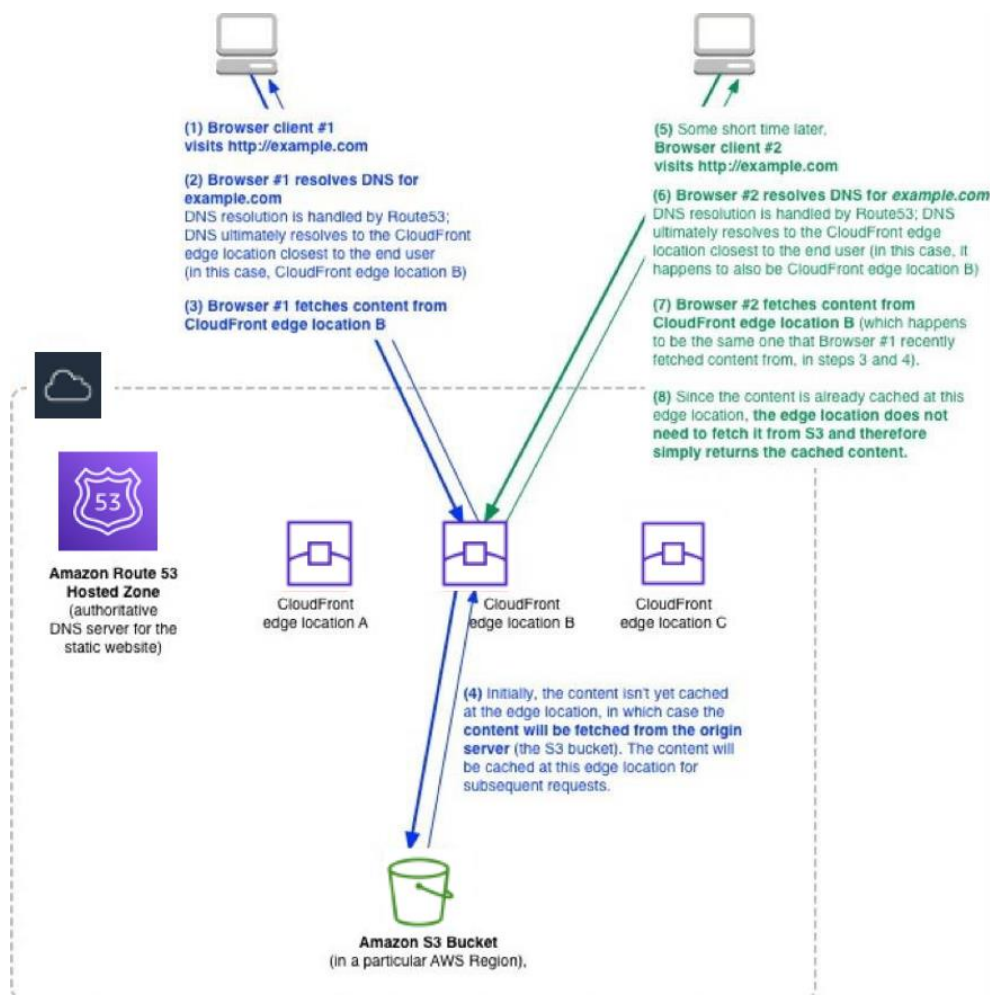 (1) Browser client #1
visits http://example.com
(2) Browser #1 resolves DNS for
example.com
DNS resolution is handled by Route53;
DNS ultimately resolves to the CloudFront
edge location closest to the end user
(in this case, CloudFront edge location B)
(3) Browser #1 fetches content from
CloudFront edge location B
(5) Some short time later,
Browser client #2
visits http://example.com
(6) Browser #2 resolves DNS for example.com
DNS resolution is handled by Route53; DNS
ultimately resolves to the CloudFront edge
location closest to the end user (in this case, it
happens to also be CloudFront edge location B)
(7) Browser #2 fetches content from
CloudFront edge location B (which happens
to be the same one that Browser #1 recently
fetched content from, in steps 3 and 4).
(8) Since the content is already cached at this
edge location, the edge location does not
need to fetch it from S3 and therefore
simply returns the cached content.
53
Amazon Route 53
Hosted Zone
(authoritative
DNS server for the
static website)
CloudFront
edge location A
CloudFront
edge location B
CloudFront
edge location C
(4) Initially, the content isn't yet cached
at the edge location, in which case the
content will be fetched from the origin
server (the S3 bucket). The content will
be cached at this edge location for
subsequent requests.
Amazon S3 Bucket
(in a particular AWS Region),